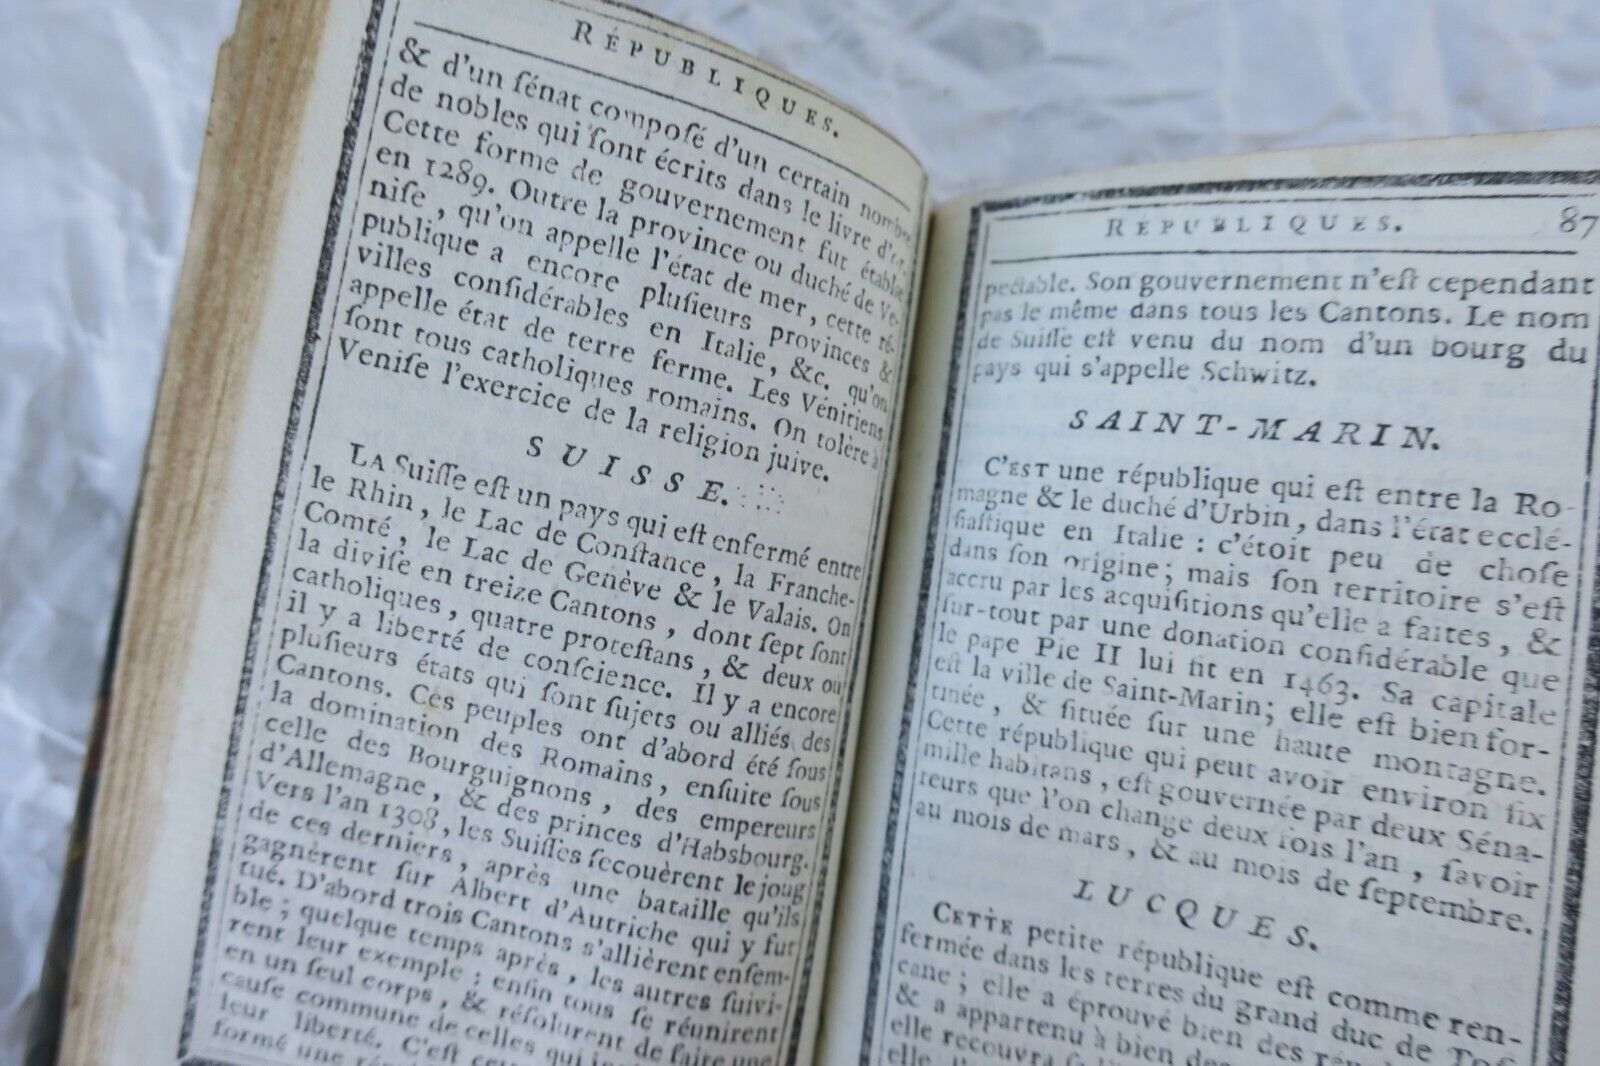 RÉPUBLIQUES.
& d'un ſénat compoſé d'un certain nombre
de nobles qui ſont écrits dans le livre d'or.
Cette forme de gouvernement fut établie
en 1289. Outre la province ou duché de Ve-
niſe, qu'on appelle l'état de mer, cette ré-
publique a encore pluſieurs provinces &
villes conſidérables en Italie, &c. qu'on
appelle état de terre ferme. Les Vénitiens
ſont tous catholiques romains. On tolère à
Veniſe l'exercice de la religion juive.
SUISSE.
LA Suiſſe eſt un pays qui eſt enfermé entre
le Rhin, le Lac de Conſtance, la Franche-
Comté, le Lac de Genève & le Valais. On
la diviſe en treize Cantons, dont ſept ſont
catholiques, quatre proteſtans, & deux où
il y a liberté de conſcience. Il y a encore
pluſieurs états qui ſont ſujets ou alliés des
Cantons. Ces peuples ont d'abord été ſous
la domination des Romains, enſuite ſous
celle des Bourguignons, des empereurs
d'Allemagne, & des princes d'Habsbourg.
Vers l'an 1308, les Suiſſes ſecouèrent le joug
de ces derniers, après une bataille qu'ils
gagnèrent ſur Albert d'Autriche qui y fut
tué. D'abord trois Cantons s'allièrent enſem-
ble; quelque temps après, les autres ſuivi-
rent leur exemple; enfin tous ſe réunirent
en un ſeul corps, & réſolurent de faire une
cauſe commune de celles qui
leur liberté. C'eſt
formé une
RÉPUBLIQUES. 87
pectable. Son gouvernement n'eſt cependant
pas le même dans tous les Cantons. Le nom
de Suiſſe eſt venu du nom d'un bourg du
pays qui s'appelle Schwitz.
SAINT-MARIN.
C'EST une république qui eſt entre la Ro-
magne & le duché d'Urbin, dans l'état ecclé-
ſiaſtique en Italie: c'étoit peu de choſe
dans ſon origine; mais ſon territoire s'eſt
accru par les acquiſitions qu'elle a faites, &
ſur-tout par une donation conſidérable que
le pape Pie II lui fit en 1463. Sa capitale
eſt la ville de Saint-Marin; elle eſt bien for-
tifiée, & ſituée ſur une haute montagne.
Cette république qui peut avoir environ ſix
mille habitans, eſt gouvernée par deux Séna-
teurs que l'on change deux fois l'an, ſavoir
au mois de mars, & au mois de ſeptembre.
LUCQUES.
CETTE petite république eſt comme ren-
fermée dans les terres du grand duc de Toſ-
cane; elle a éprouvé bien des
& a appartenu à bien des
elle recouvra ſa